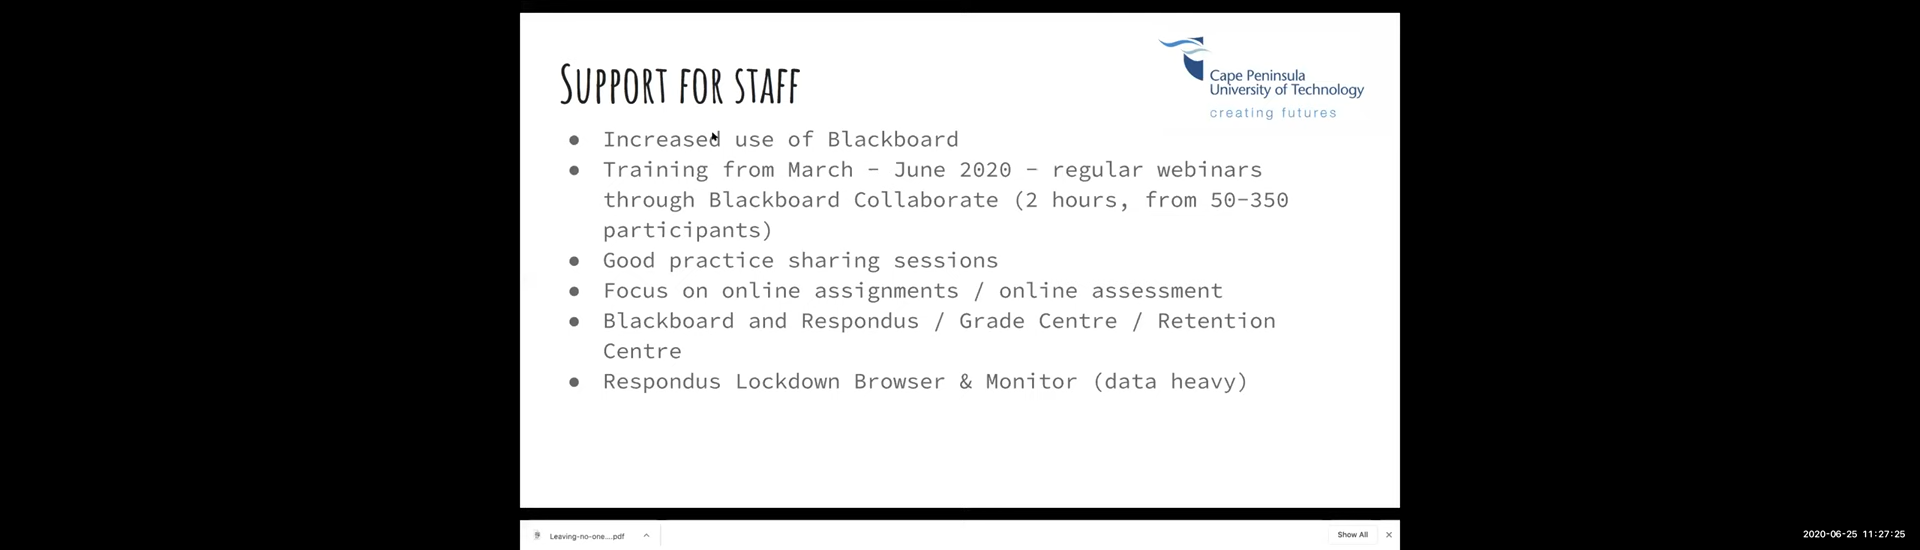 Support for staff
Cape Peninsula
University of Technology
creating futures
● Increased use of Blackboard
● Training from March - June 2020 - regular webinars
through Blackboard Collaborate (2 hours, from 50-350
participants)
● Good practice sharing sessions
● Focus on online assignments / online assessment
● Blackboard and Respondus / Grade Centre / Retention
Centre
● Respondus Lockdown Browser & Monitor (data heavy)
Leaving-no-one....pdf
Show All
2020-06-25 11:27:25